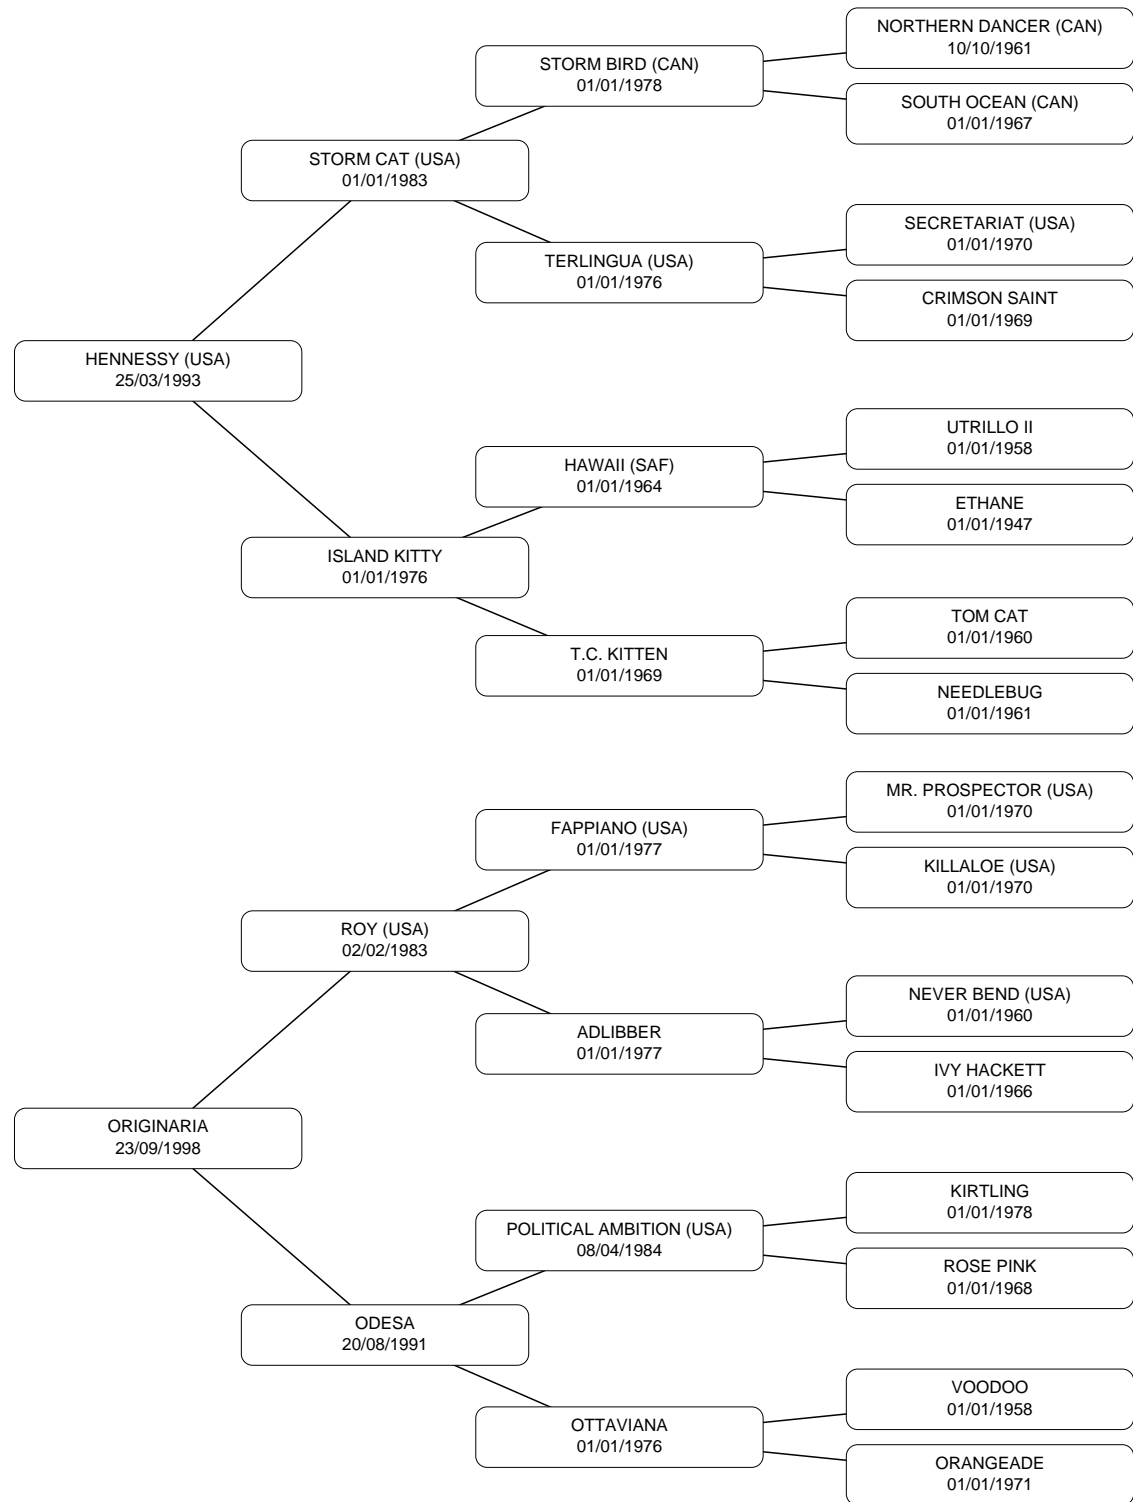 NORTHERN DANCER (CAN)
10/10/1961
STORM BIRD (CAN)
01/01/1978
SOUTH OCEAN (CAN)
01/01/1967
STORM CAT (USA)
01/01/1983
SECRETARIAT (USA)
01/01/1970
TERLINGUA (USA)
01/01/1976
CRIMSON SAINT
01/01/1969
HENNESSY (USA)
25/03/1993
UTRILLO II
01/01/1958
HAWAII (SAF)
01/01/1964
ETHANE
01/01/1947
ISLAND KITTY
01/01/1976
TOM CAT
01/01/1960
T.C. KITTEN
01/01/1969
NEEDLEBUG
01/01/1961
MR. PROSPECTOR (USA)
01/01/1970
FAPPIANO (USA)
01/01/1977
KILLALOE (USA)
01/01/1970
ROY (USA)
02/02/1983
NEVER BEND (USA)
01/01/1960
ADLIBBER
01/01/1977
IVY HACKETT
01/01/1966
ORIGINARIA
23/09/1998
KIRTLING
01/01/1978
POLITICAL AMBITION (USA)
08/04/1984
ROSE PINK
01/01/1968
ODESA
20/08/1991
VOODOO
01/01/1958
OTTAVIANA
01/01/1976
ORANGEADE
01/01/1971